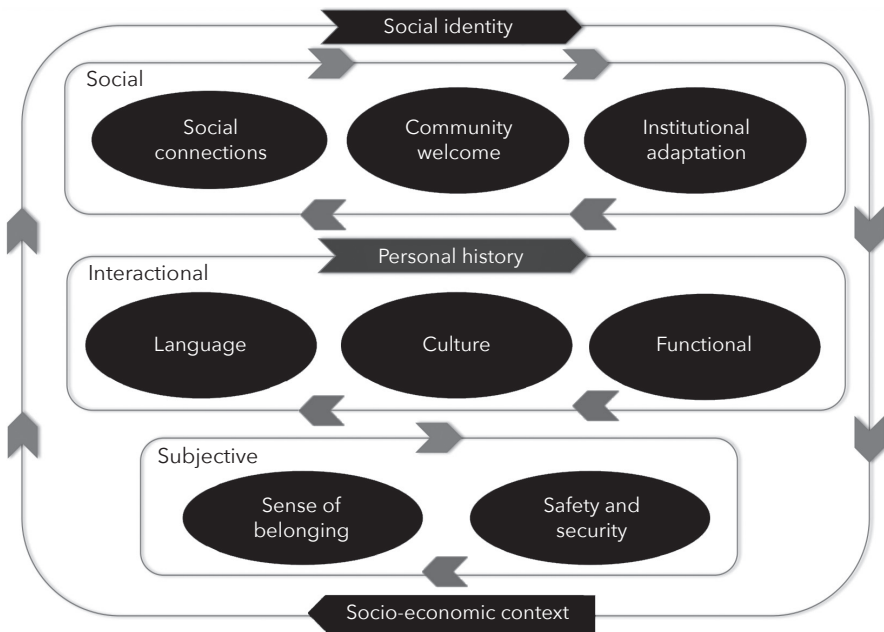 Social identity
Social
Social
connections
Community
welcome
Institutional
adaptation
Personal history
Interactional
Language
Culture
Functional
Subjective
Sense of
belonging
Safety and
security
Socio-economic context